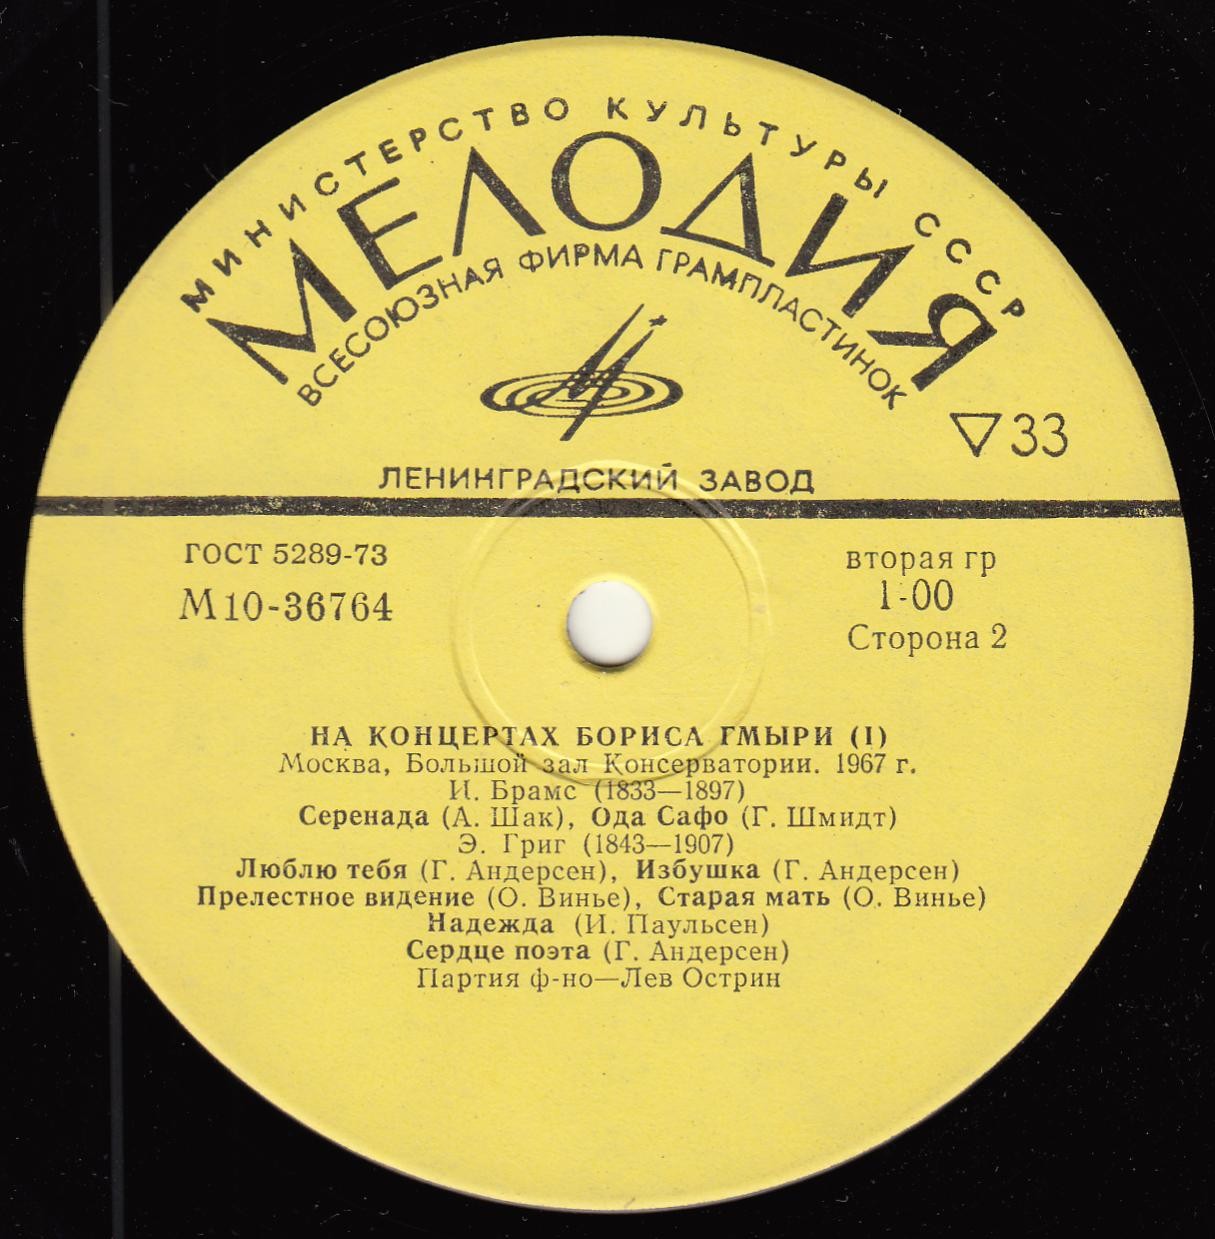 МИНИСТЕРСТВО КУЛЬТУРЫ СССР
МЕЛОДИЯ
ВСЕСОЮЗНАЯ ФИРМА ГРАМПЛАСТИНОК
33
ЛЕНИНГРАДСКИЙ ЗАВОД
ГОСТ 5289-73
М10-36764
вторая гр
1-00
Сторона 2
НА КОНЦЕРТАХ БОРИСА ГМЫРИ (I)
Москва, Большой зал Консерватории. 1967 г.
И. Брамс (1833—1897)
Серенада (А. Шак), Ода Сафо (Г. Шмидт)
Э. Григ (1843—1907)
Люблю тебя (Г. Андерсен), Избушка (Г. Андерсен)
Прелестное видение (О. Винье), Старая мать (О. Винье)
Надежда (И. Паульсен)
Сердце поэта (Г. Андерсен)
Партия ф-но—Лев Острин